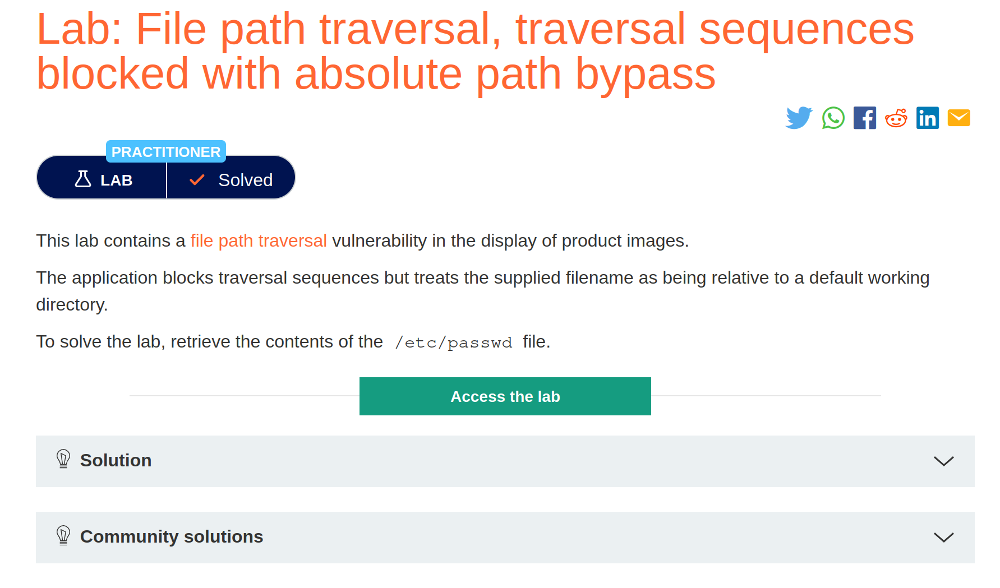 Lab: File path traversal, traversal sequences
blocked with absolute path bypass
PRACTITIONER
LAB
Solved
This lab contains a file path traversal vulnerability in the display of product images.
The application blocks traversal sequences but treats the supplied filename as being relative to a default working
directory.
To solve the lab, retrieve the contents of the /etc/passwd file.
Access the lab
Solution
Community solutions